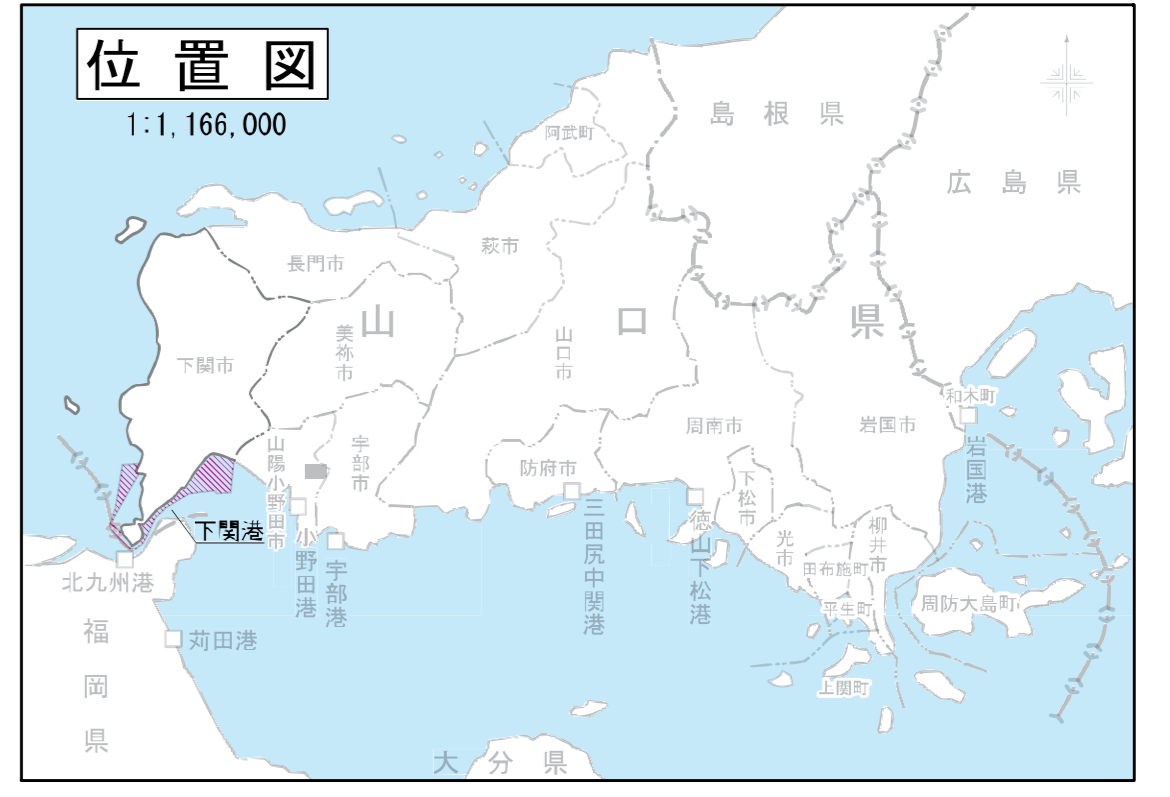 位置図
1:1,166,000
阿武町
島根県
広島県
萩市
長門市
山口県
美祢市
山口市
下関市
和木町
岩国市
周南市
岩国港
山陽小野田市
宇部市
防府市
下松市
三田尻中関港
徳山下松港
下関港
光市
柳井市
小野田港
宇部港
田布施町
北九州港
平生町
周防大島町
苅田港
福岡県
上関町
大分県